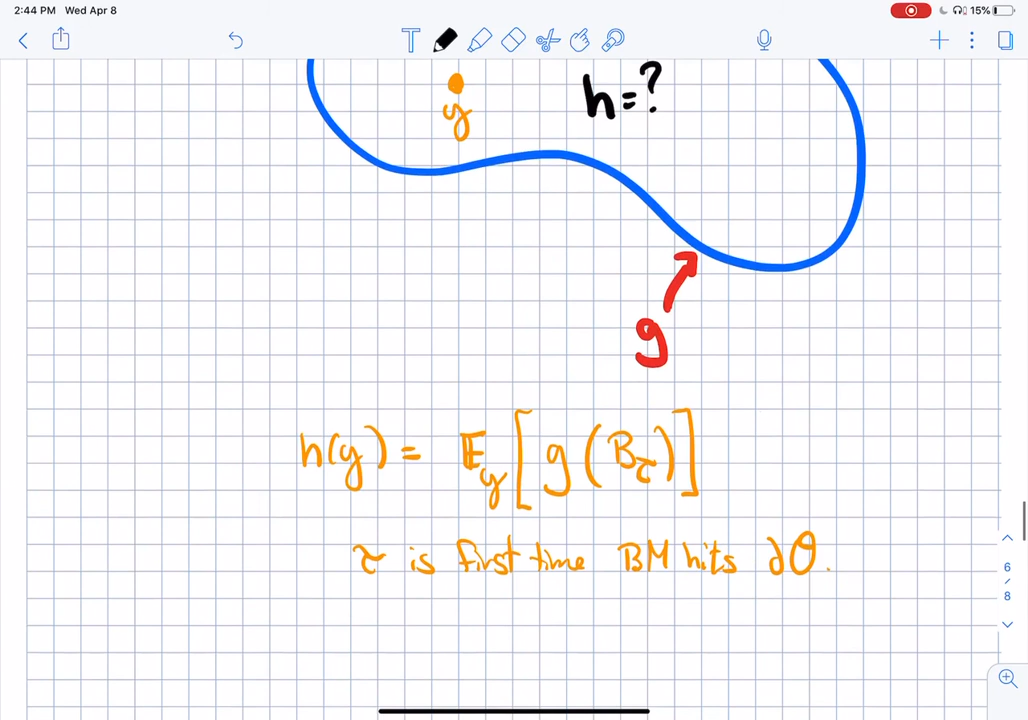 2:44 PM Wed Apr 8
15%
T
h=?
y
g
h(y) = 𝔼_y [g(B_τ)]
τ is first time BM hits ∂O.
6
/
8